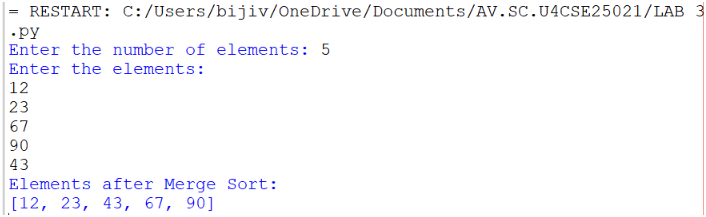 = RESTART: C:/Users/bijiv/OneDrive/Documents/AV.SC.U4CSE25021/LAB 3
.py
Enter the number of elements: 5
Enter the elements:
12
23
67
90
43
Elements after Merge Sort:
[12, 23, 43, 67, 90]